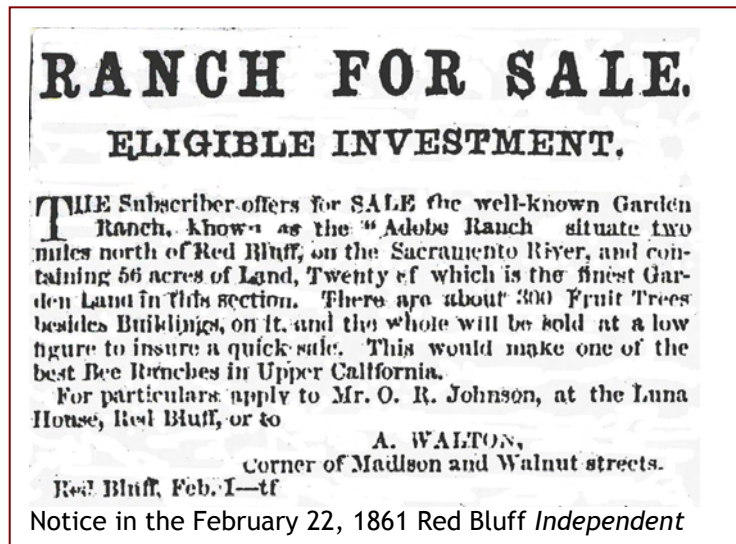 RANCH FOR SALE.
ELIGIBLE INVESTMENT.
THE Subscriber offers for SALE the well-known Garden
Ranch, known as the "Adobe Ranch situate two
miles north of Red Bluff, on the Sacramento River, and con-
taining 56 acres of Land, Twenty of which is the finest Gar-
den Land in this section. There are about 300 Fruit Trees
besides Buildings, on it, and the whole will be sold at a low
figure to insure a quick sale. This would make one of the
best Bee Ranches in Upper California.
For particulars apply to Mr. O. R. Johnson, at the Luna
House, Red Bluff, or to
A. WALTON,
Corner of Madison and Walnut streets.
Red Bluff, Feb. 1—tf
Notice in the February 22, 1861 Red Bluff Independent